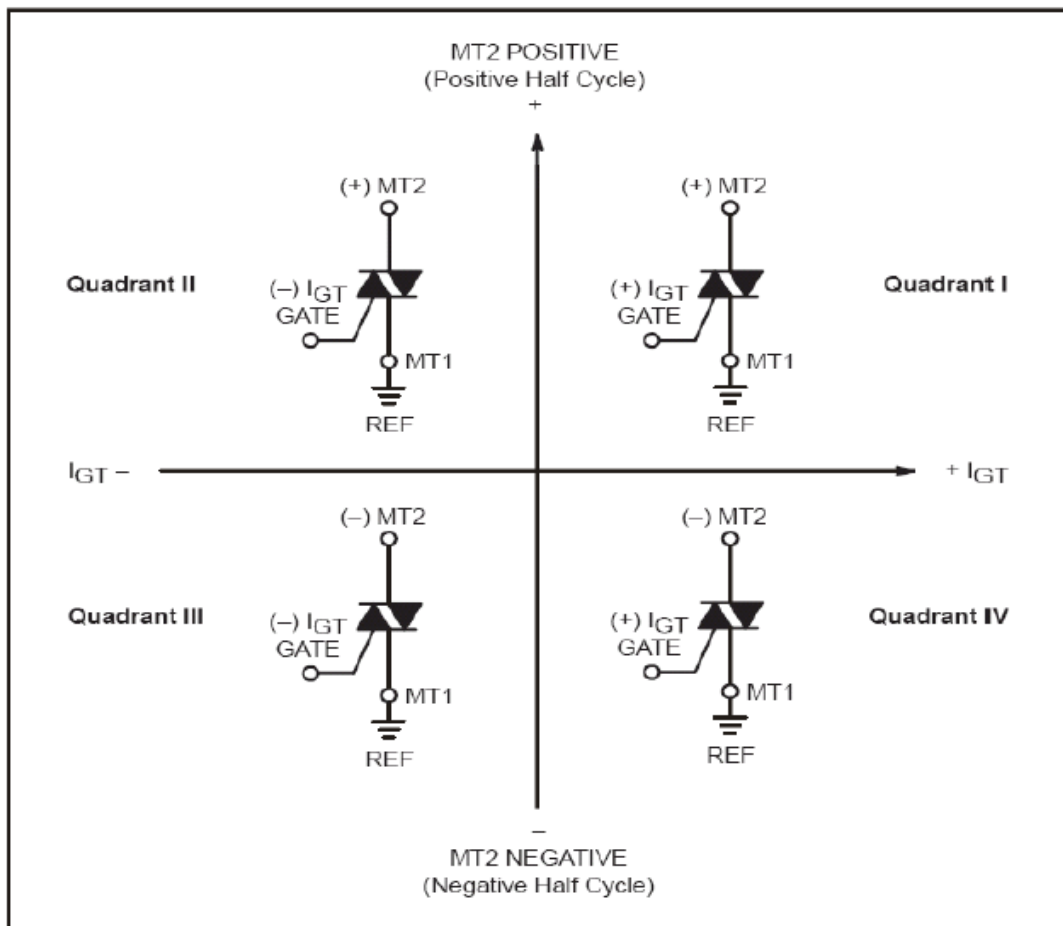 MT2 POSITIVE
(Positive Half Cycle)
+
(+) MT2
(+) MT2
Quadrant II
(–) IGT
GATE
(+) IGT
GATE
Quadrant I
MT1
MT1
REF
REF
IGT –
+ IGT
(–) MT2
(–) MT2
Quadrant III
(–) IGT
GATE
(+) IGT
GATE
Quadrant IV
MT1
MT1
REF
REF
–
MT2 NEGATIVE
(Negative Half Cycle)